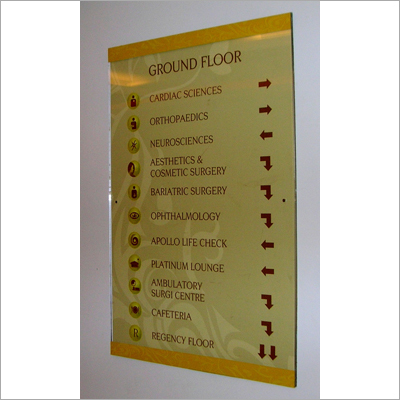 GROUND FLOOR
CARDIAC SCIENCES
ORTHOPAEDICS
NEUROSCIENCES
AESTHETICS &
COSMETIC SURGERY
BARIATRIC SURGERY
OPHTHALMOLOGY
APOLLO LIFE CHECK
PLATINUM LOUNGE
AMBULATORY
SURGI CENTRE
CAFETERIA
R REGENCY FLOOR